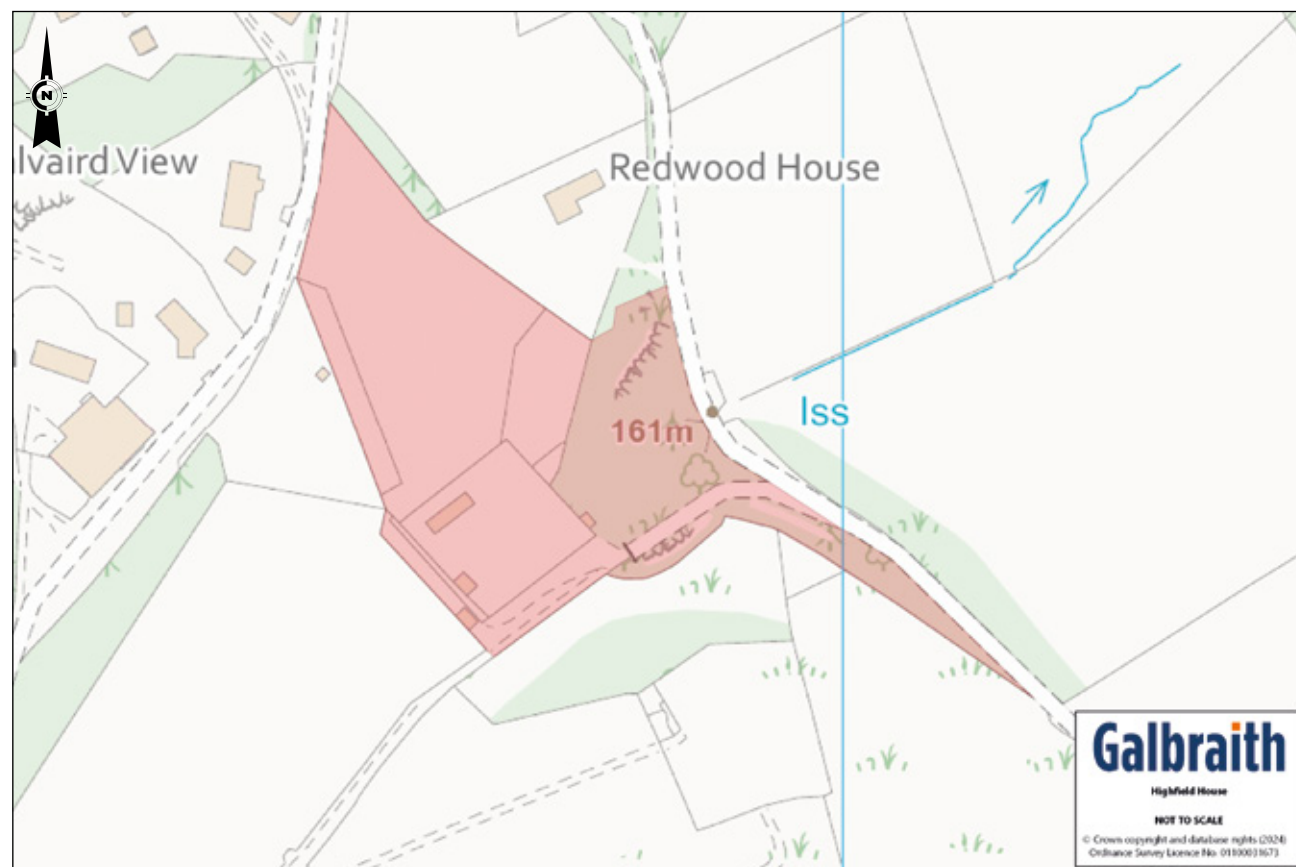 N
lvaird View
Redwood House
161m
Iss
Galbraith
Highfield House
NOT TO SCALE
© Crown copyright and database rights (2024)
Ordnance Survey Licence No. 0100031673